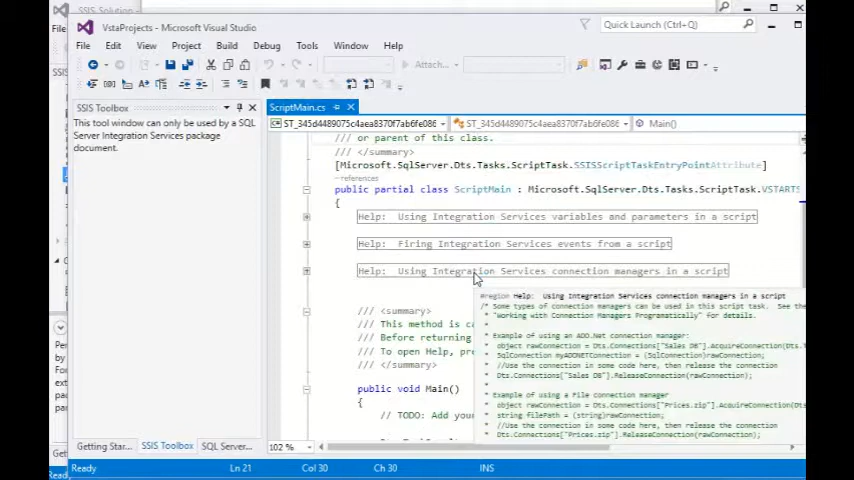 SSIS Solution
VstaProjects - Microsoft Visual Studio
Quick Launch (Ctrl+Q)
File Edit View Project Build Debug Tools Window Help
Attach...
SSIS Toolbox
This tool window can only be used by a SQL
Server Integration Services package
document.
Getting Star... SSIS Toolbox SQL Server...
ScriptMain.cs
ST_345d4489075c4aea8370f7ab6fe086 ST_345d4489075c4aea8370f7ab6fe086 Main()
/// or parent of this class.
/// </summary>
[Microsoft.SqlServer.Dts.Tasks.ScriptTask.SSISScriptTaskEntryPointAttribute]
references
public partial class ScriptMain : Microsoft.SqlServer.Dts.Tasks.ScriptTask.VSTARTS
{
Help: Using Integration Services variables and parameters in a script
Help: Firing Integration Services events from a script
Help: Using Integration Services connection managers in a script
#region Help: Using Integration Services connection managers in a script
/* Some types of connection managers can be used in this script task. See the
* "Working with Connection Managers Programatically" for details.
*
* Example of using an ADO.Net connection manager:
* object rawConnection = Dts.Connections["Sales DB"].AcquireConnection(Dts.
* SqlConnection myADONETConnection = (SqlConnection)rawConnection;
* //Use the connection in some code here, then release the connection
* Dts.Connections["Sales DB"].ReleaseConnection(rawConnection);
*
* Example of using a File connection manager
* object rawConnection = Dts.Connections["Prices.zip"].AcquireConnection(Dts
* string filePath = (string)rawConnection;
* //Use the connection in some code here, then release the connection
* Dts.Connections["Prices.zip"].ReleaseConnection(rawConnection);
/// <summary>
/// This method is ca
/// Before returning
/// To open Help, pre
/// </summary>
public void Main()
{
// TODO: Add your
102 %
Ready Ln 21 Col 30 Ch 30 INS